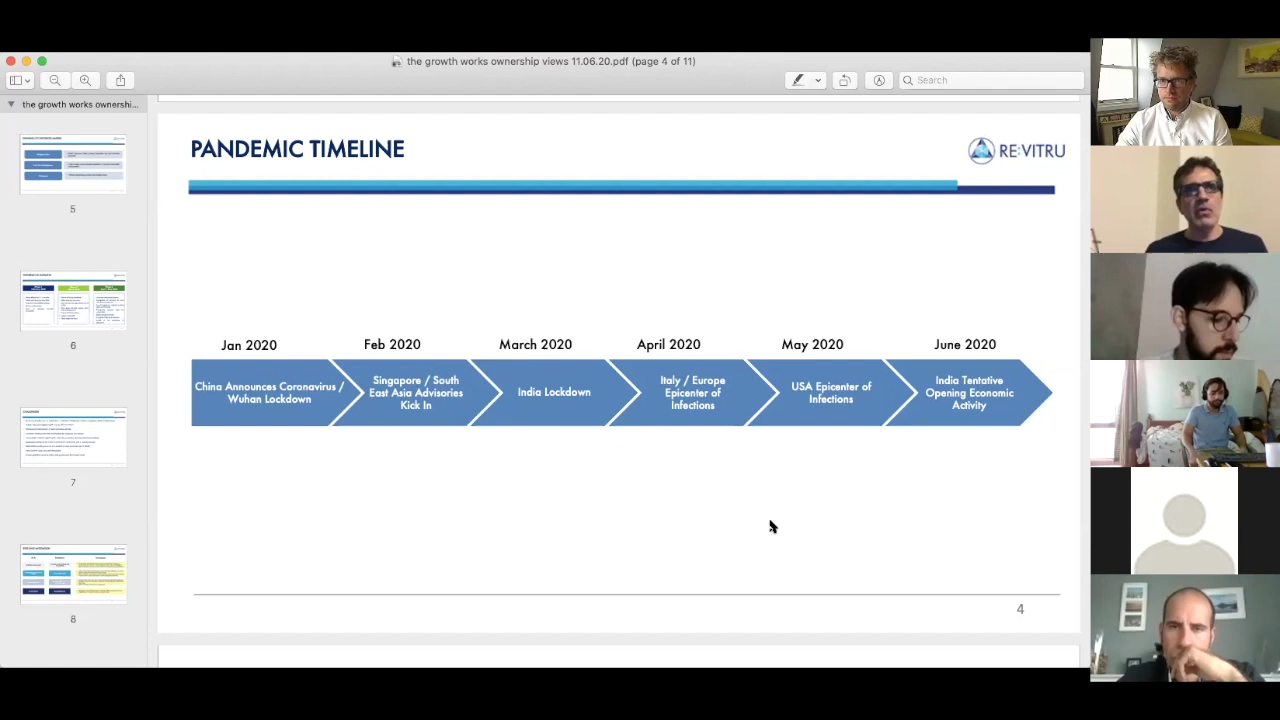 the growth works ownership views 11.06.20.pdf (page 4 of 11)
Search
the growth works ownershi...
5
6
7
8
PANDEMIC TIMELINE
RE:VITRU
Jan 2020
Feb 2020
March 2020
April 2020
May 2020
June 2020
China Announces Coronavirus /
Wuhan Lockdown
Singapore / South
East Asia Advisories
Kick In
India Lockdown
Italy / Europe
Epicenter of
Infections
USA Epicenter of
Infections
India Tentative
Opening Economic
Activity
4